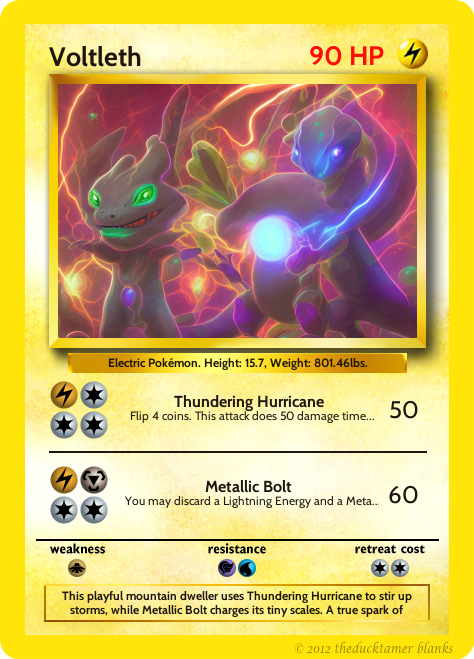 Voltleth 90 HP
Electric Pokémon. Height: 15.7, Weight: 801.46lbs.
Thundering Hurricane
Flip 4 coins. This attack does 50 damage time... 50
Metallic Bolt
You may discard a Lightning Energy and a Meta... 60
weakness resistance retreat cost
This playful mountain dweller uses Thundering Hurricane to stir up
storms, while Metallic Bolt charges its tiny scales. A true spark of
© 2012 theducktamer blanks